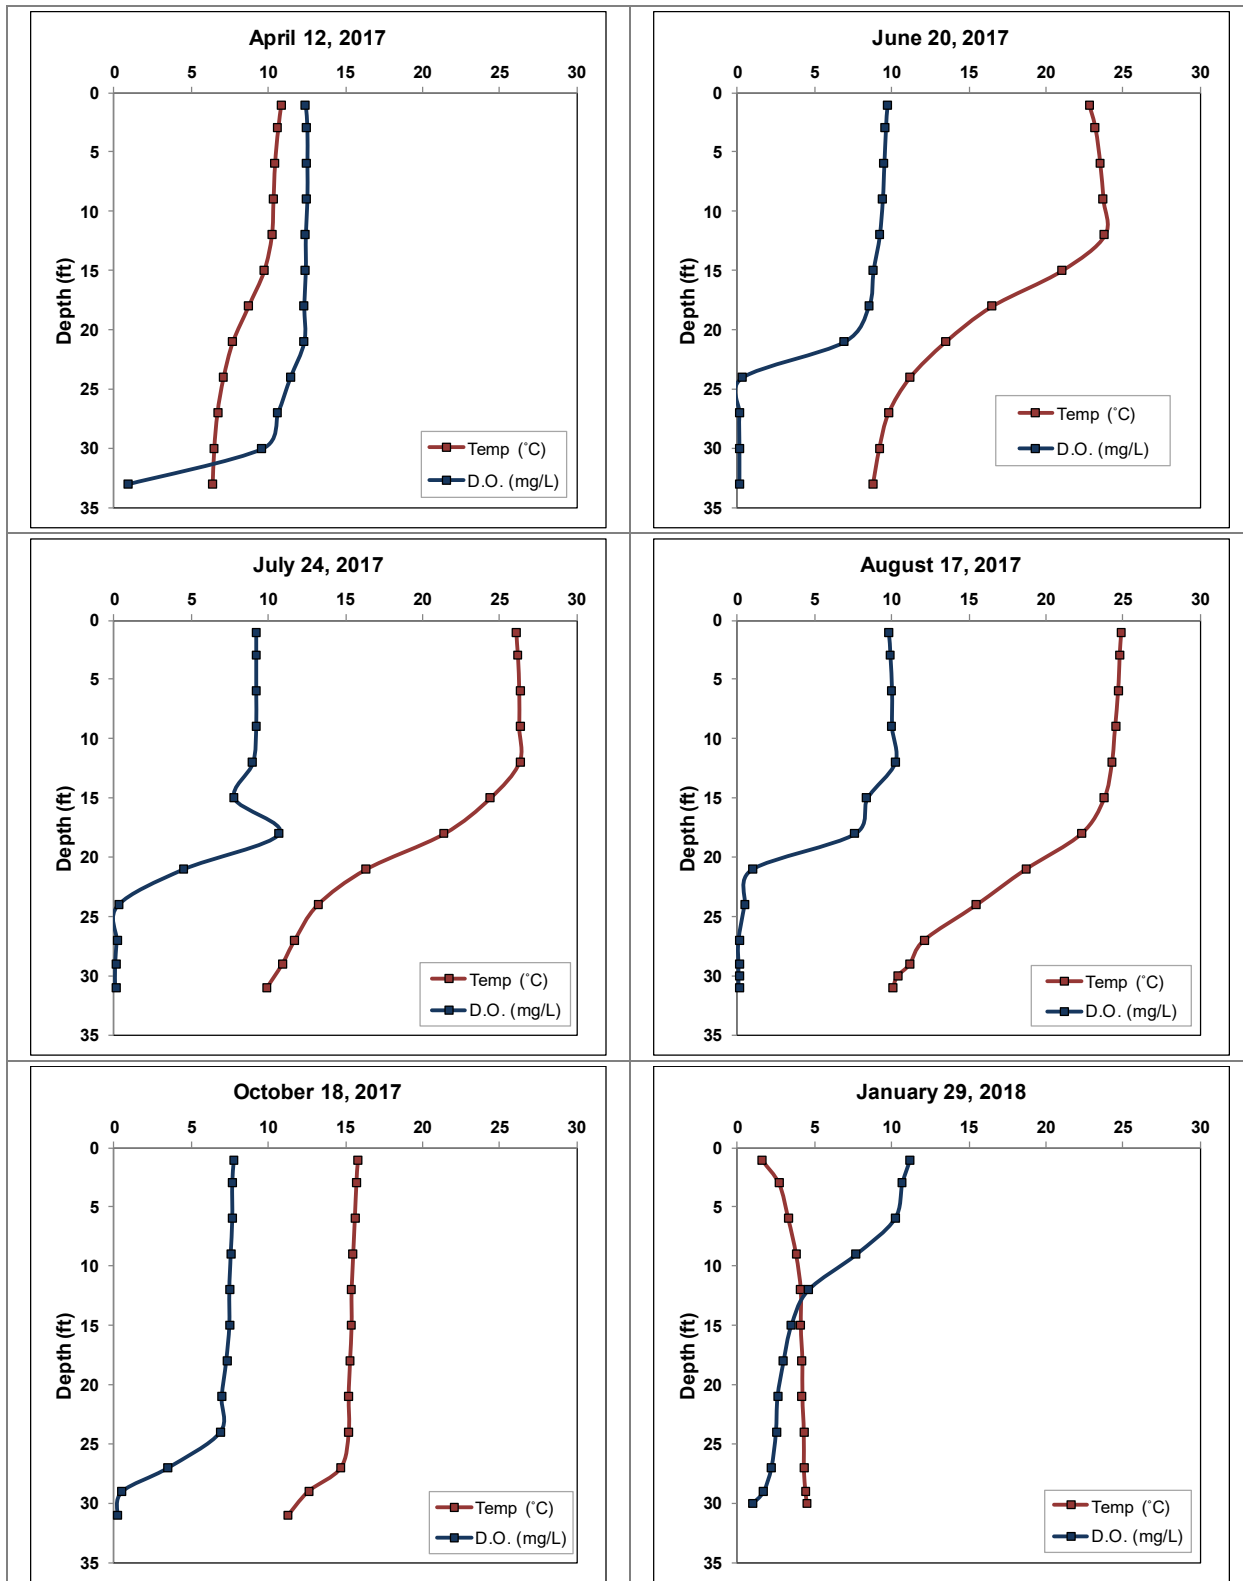 April 12, 2017
0 5 10 15 20 25 30
0
5
10
15
20
25
30
35
Depth (ft)
Temp (˚C)
D.O. (mg/L)
June 20, 2017
0 5 10 15 20 25 30
0
5
10
15
20
25
30
35
Depth (ft)
Temp (˚C)
D.O. (mg/L)
July 24, 2017
0 5 10 15 20 25 30
0
5
10
15
20
25
30
35
Depth (ft)
Temp (˚C)
D.O. (mg/L)
August 17, 2017
0 5 10 15 20 25 30
0
5
10
15
20
25
30
35
Depth (ft)
Temp (˚C)
D.O. (mg/L)
October 18, 2017
0 5 10 15 20 25 30
0
5
10
15
20
25
30
35
Depth (ft)
Temp (˚C)
D.O. (mg/L)
January 29, 2018
0 5 10 15 20 25 30
0
5
10
15
20
25
30
35
Depth (ft)
Temp (˚C)
D.O. (mg/L)